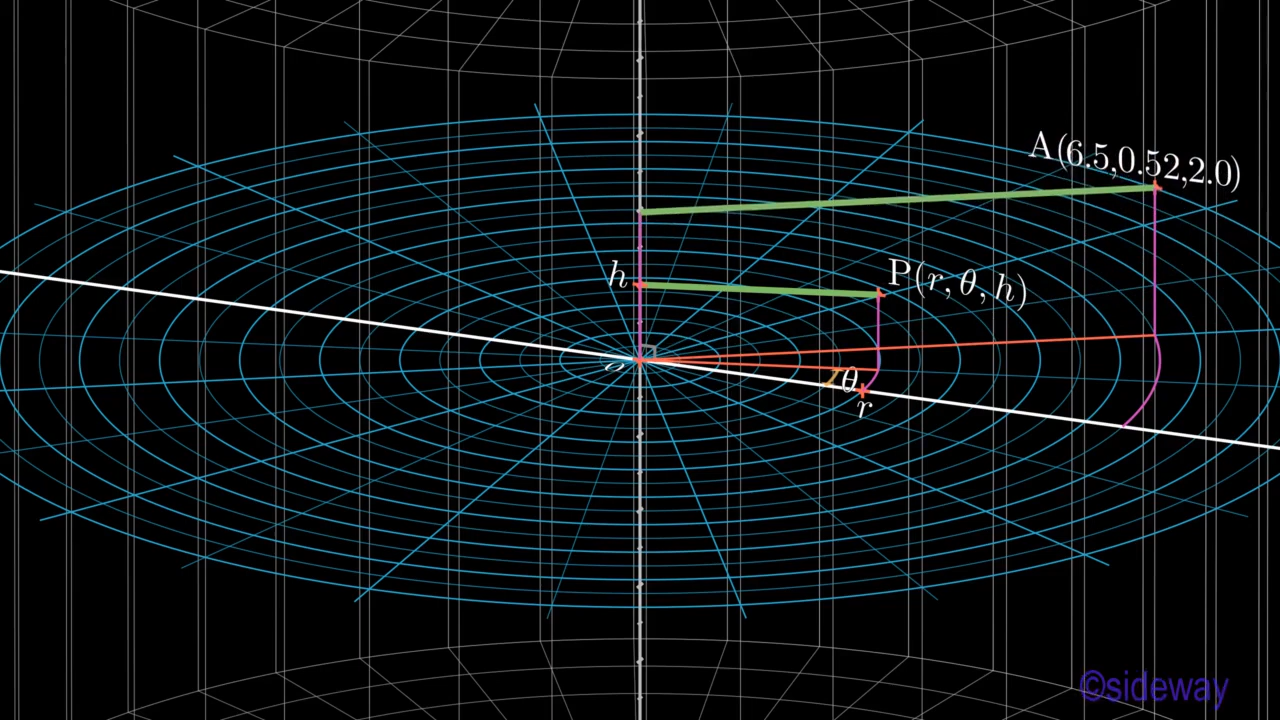 A(6.5,0.52,2.0)
h
P(r, θ, h)
o
θ
r
©sideway